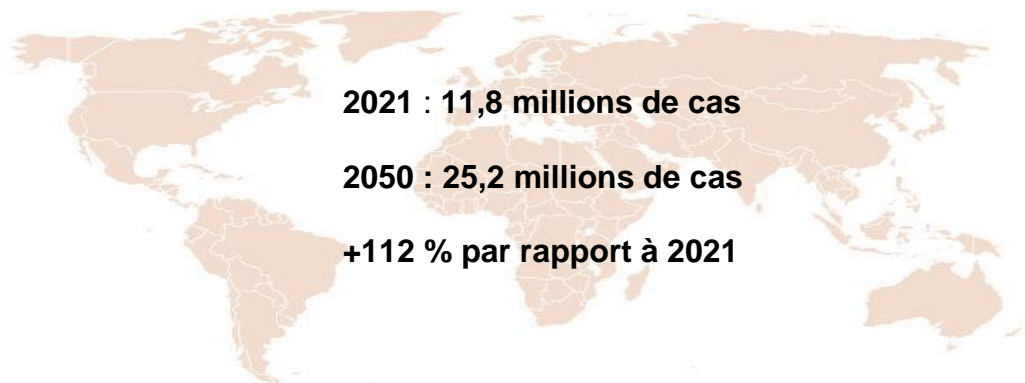 2021 : 11,8 millions de cas
2050 : 25,2 millions de cas
+112 % par rapport à 2021